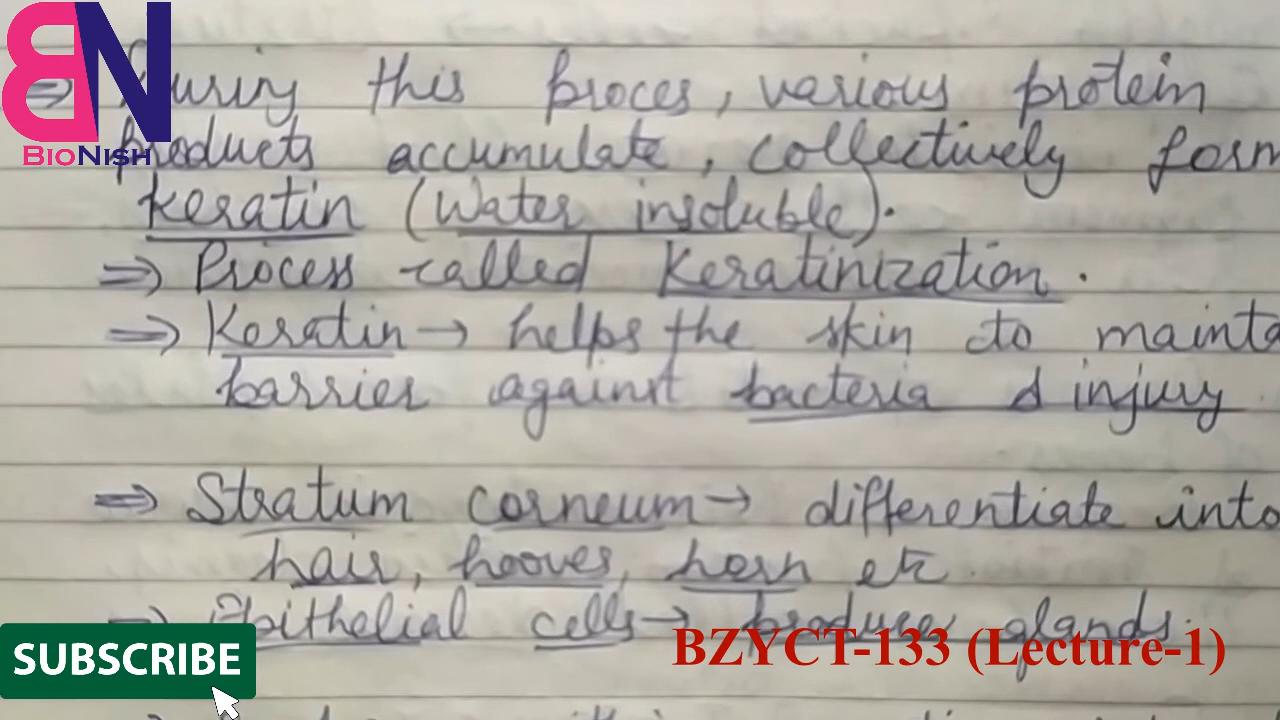 BN
BIONISH
⇒ During this proces, various protein
products accumulate, collectively form
keratin (Water insoluble).
⇒ Process called Keratinization.
⇒ Keratin → helps the skin to mainta
barrier against bacteria & injury
⇒ Stratum corneum → differentiate into
hair, hooves, horn etc.
⇒ Epithelial cells → produce glands.
SUBSCRIBE
BZYCT-133 (Lecture-1)